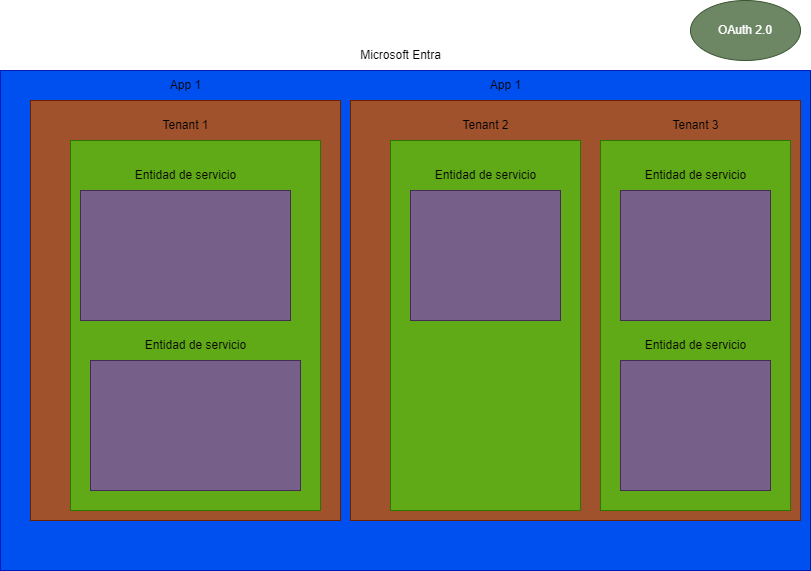 OAuth 2.0
Microsoft Entra
App 1
App 1
Tenant 1
Tenant 2
Tenant 3
Entidad de servicio
Entidad de servicio
Entidad de servicio
Entidad de servicio
Entidad de servicio